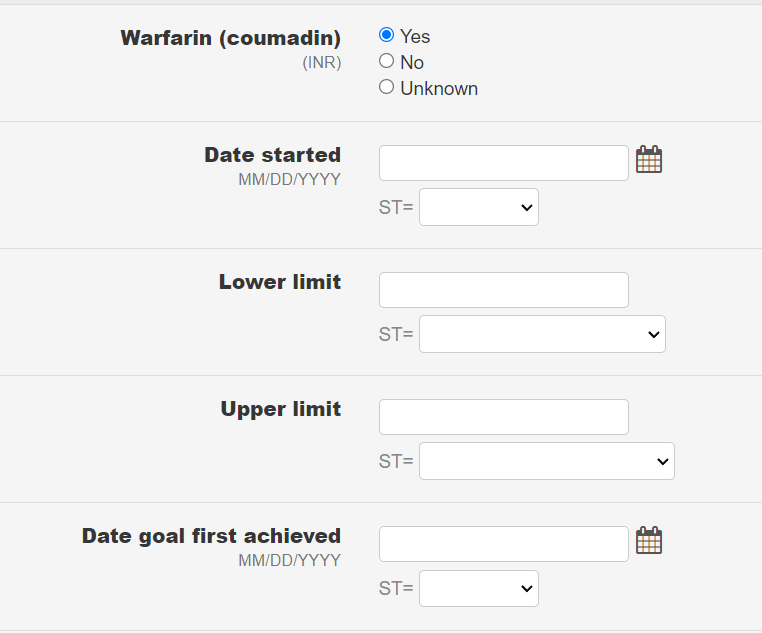 Warfarin (coumadin)
(INR)
Yes
No
Unknown
Date started
MM/DD/YYYY
ST=
Lower limit
ST=
Upper limit
ST=
Date goal first achieved
MM/DD/YYYY
ST=